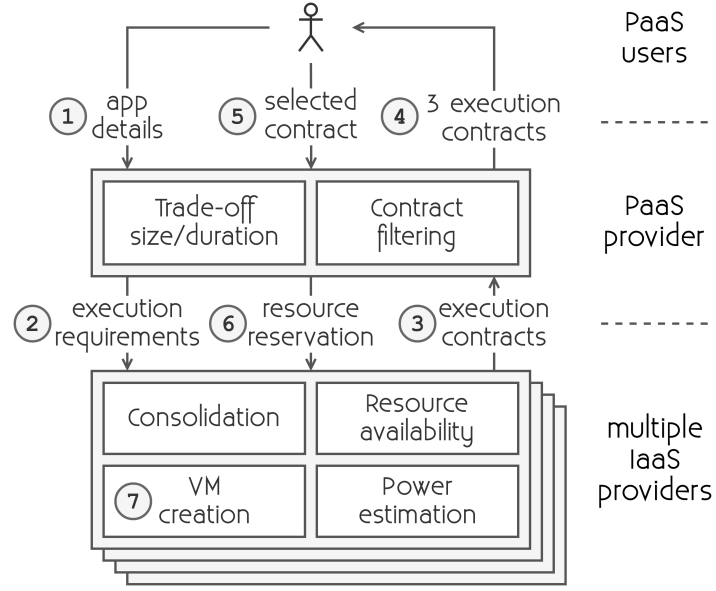 PaaS
users
1
app
details
5
selected
contract
4
3 execution
contracts
Trade-off
size/duration
Contract
filtering
PaaS
provider
2
execution
requirements
6
resource
reservation
3
execution
contracts
Consolidation
Resource
availability
7
VM
creation
Power
estimation
multiple
IaaS
providers